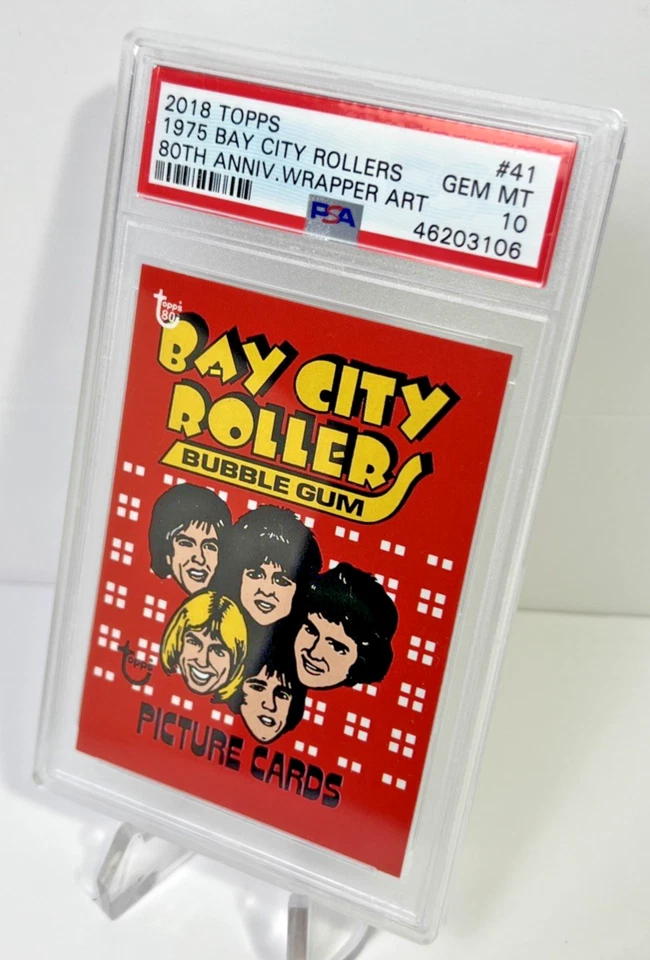 2018 TOPPS #41
1975 BAY CITY ROLLERS GEM MT
80TH ANNIV.WRAPPER ART 10
PSA 46203106
topps
80
BAY CITY
ROLLERS
BUBBLE GUM
topps
PICTURE CARDS